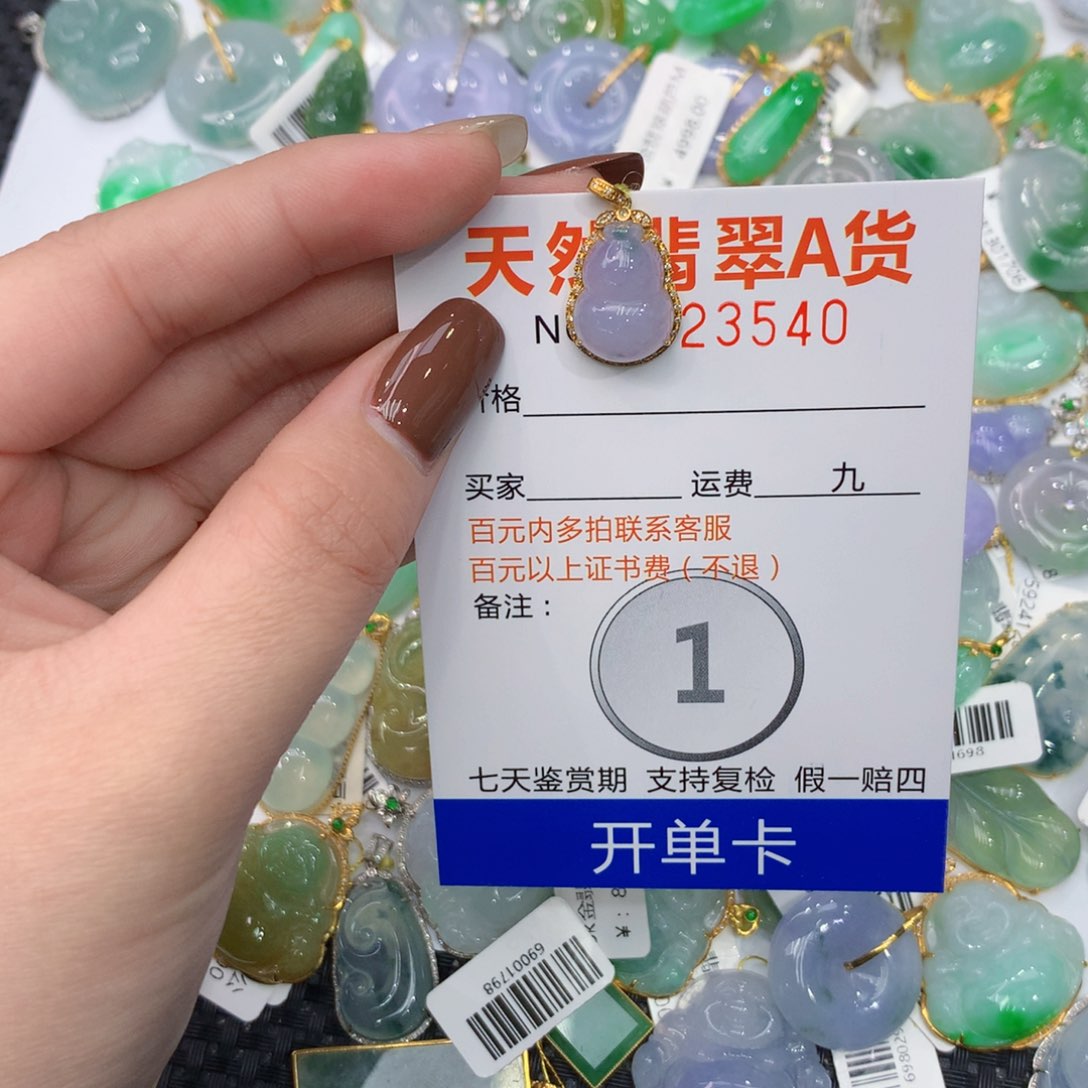 天然翡翠A货
23540
格
买家 运费 九
百元内多拍联系客服
百元以上证书费(不退)
备注：
1
七天鉴赏期 支持复检 假一赔四
开单卡
69001798